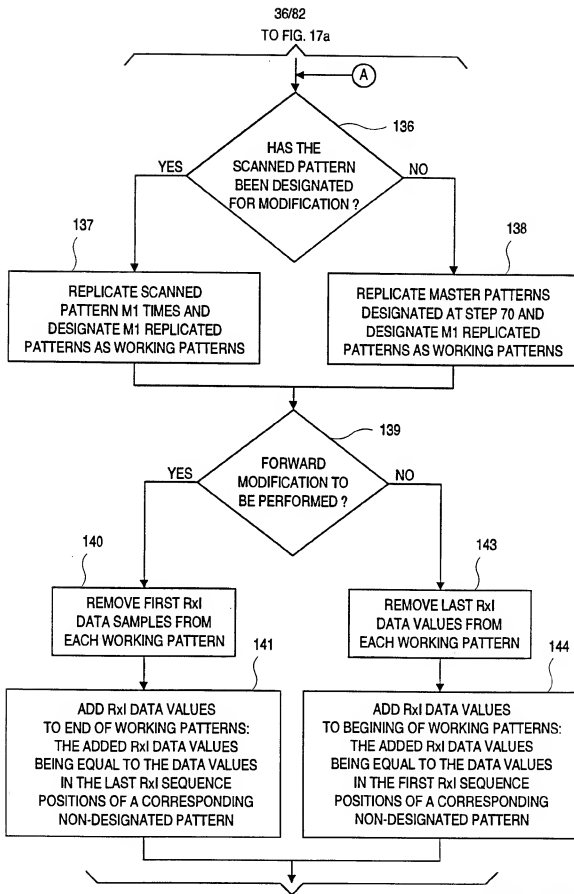 36/82
TO FIG. 17a
A
136
HAS THE
SCANNED PATTERN
BEEN DESIGNATED
FOR MODIFICATION ?
YES
NO
137
138
REPLICATE SCANNED
PATTERN M1 TIMES AND
DESIGNATE M1 REPLICATED
PATTERNS AS WORKING PATTERNS
REPLICATE MASTER PATTERNS
DESIGNATED AT STEP 70 AND
DESIGNATE M1 REPLICATED
PATTERNS AS WORKING PATTERNS
139
FORWARD
MODIFICATION TO
BE PERFORMED ?
YES
NO
140
143
REMOVE FIRST RxI
DATA SAMPLES FROM
EACH WORKING PATTERN
REMOVE LAST RxI
DATA VALUES FROM
EACH WORKING PATTERN
141
144
ADD RxI DATA VALUES
TO END OF WORKING PATTERNS:
THE ADDED RxI DATA VALUES
BEING EQUAL TO THE DATA VALUES
IN THE LAST RxI SEQUENCE
POSITIONS OF A CORRESPONDING
NON-DESIGNATED PATTERN
ADD RxI DATA VALUES
TO BEGINING OF WORKING PATTERNS:
THE ADDED RxI DATA VALUES
BEING EQUAL TO THE DATA VALUES
IN THE FIRST RxI SEQUENCE
POSITIONS OF A CORRESPONDING
NON-DESIGNATED PATTERN